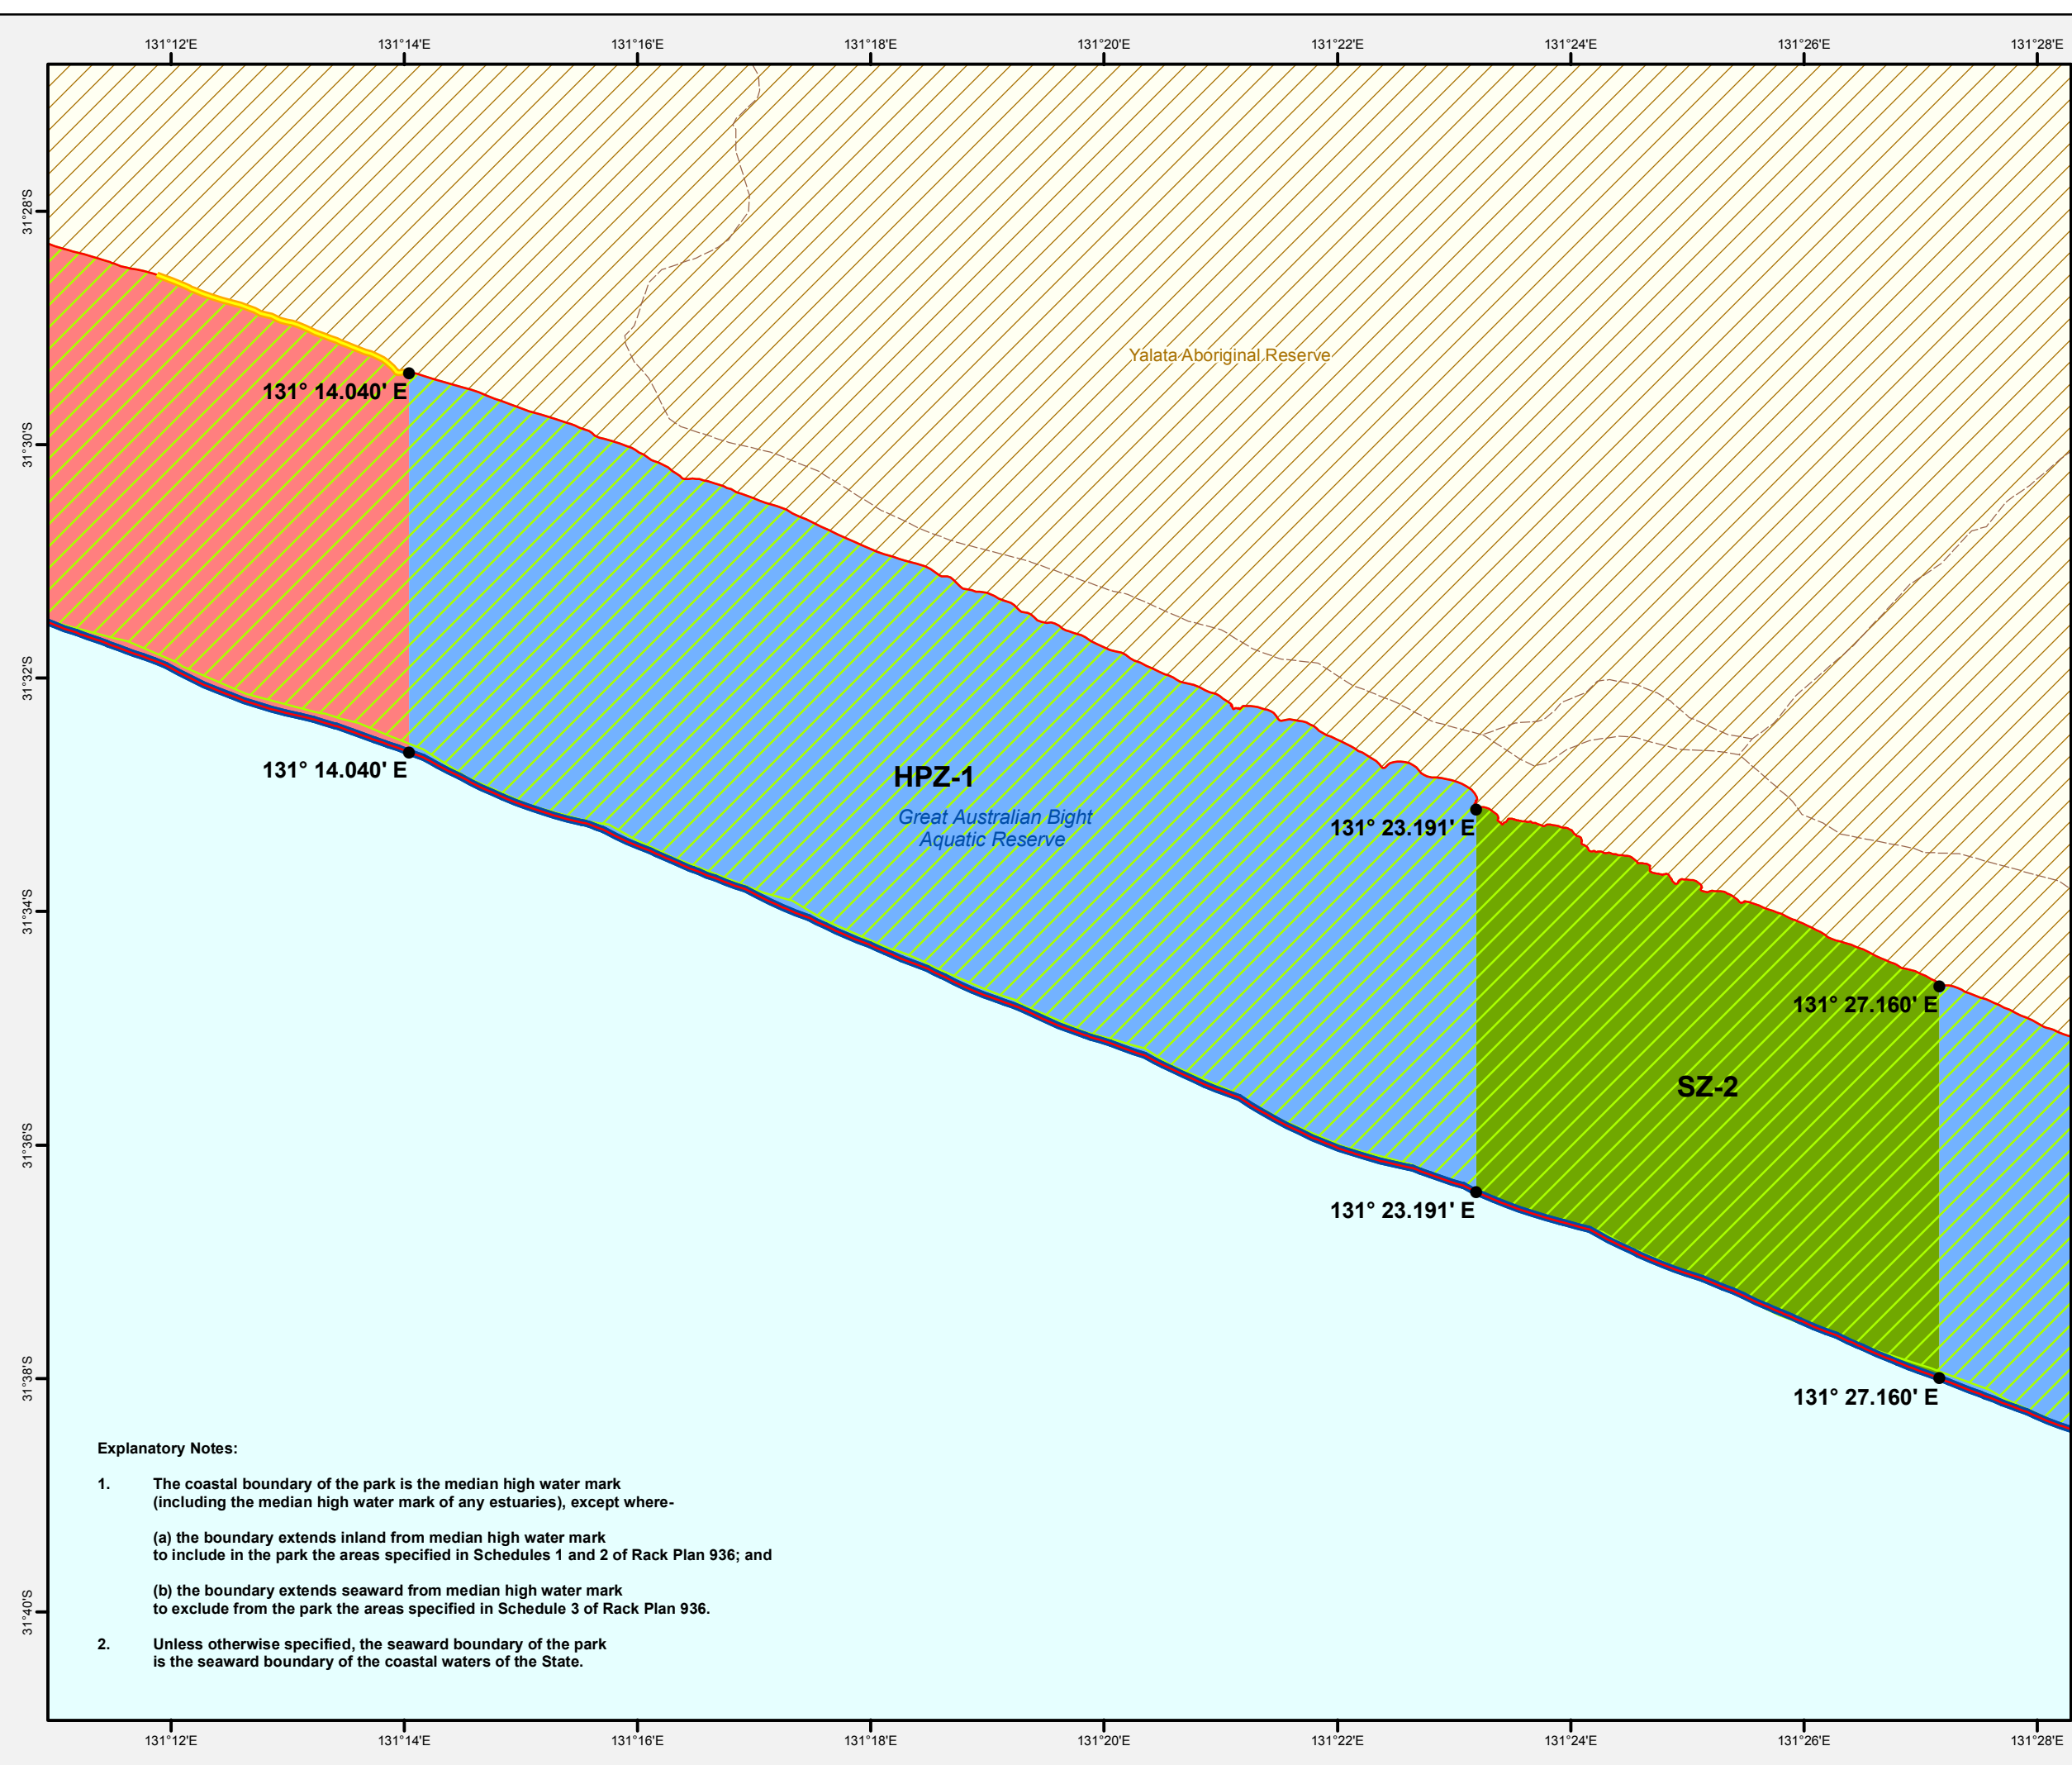 131°12'E
131°14'E
131°16'E
131°18'E
131°20'E
131°22'E
131°24'E
131°26'E
131°28'E
31°28'S
31°30'S
31°32'S
31°34'S
31°36'S
31°38'S
31°40'S
Yalata Aboriginal Reserve
131° 14.040' E
131° 14.040' E
HPZ-1
Great Australian Bight
Aquatic Reserve
131° 23.191' E
131° 27.160' E
SZ-2
131° 23.191' E
131° 27.160' E
Explanatory Notes:
1. The coastal boundary of the park is the median high water mark
(including the median high water mark of any estuaries), except where-
(a) the boundary extends inland from median high water mark
to include in the park the areas specified in Schedules 1 and 2 of Rack Plan 936; and
(b) the boundary extends seaward from median high water mark
to exclude from the park the areas specified in Schedule 3 of Rack Plan 936.
2. Unless otherwise specified, the seaward boundary of the park
is the seaward boundary of the coastal waters of the State.
131°12'E
131°14'E
131°16'E
131°18'E
131°20'E
131°22'E
131°24'E
131°26'E
131°28'E